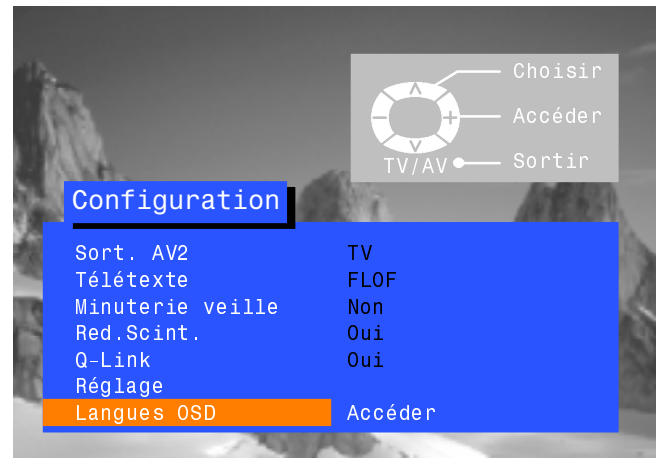 Choisir
Accéder
TV/AV Sortir
Configuration
Sort. AV2 TV
Télétexte FLOF
Minuterie veille Non
Red.Scint. Oui
Q-Link Oui
Réglage
Langues OSD Accéder